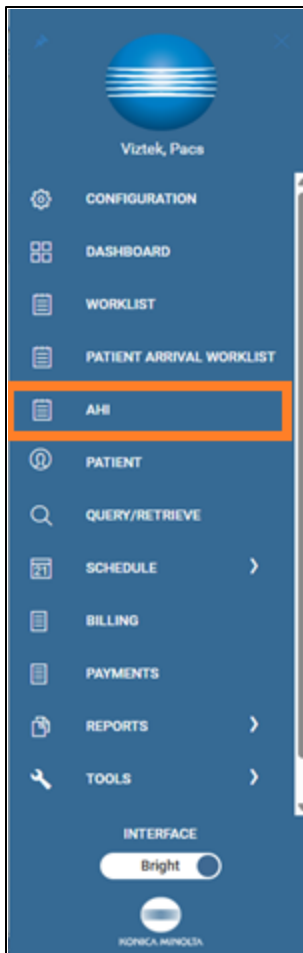 Viztek, Pacs
CONFIGURATION
DASHBOARD
WORKLIST
PATIENT ARRIVAL WORKLIST
AHI
PATIENT
QUERY/RETRIEVE
21
SCHEDULE
BILLING
PAYMENTS
REPORTS
TOOLS
INTERFACE
Bright
KONICA MINOLTA